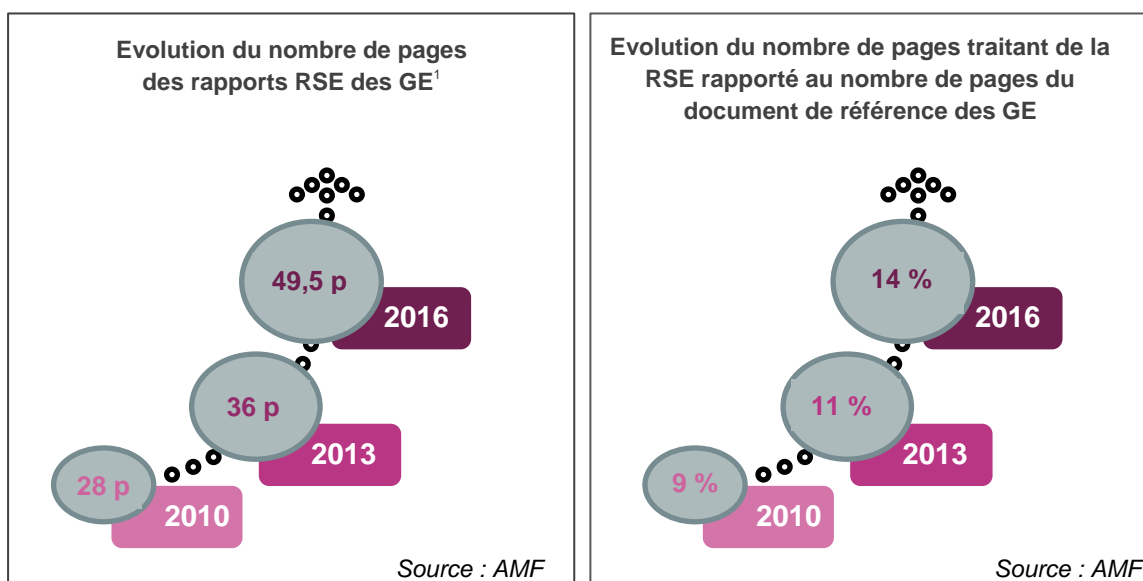 Evolution du nombre de pages
des rapports RSE des GE¹
49,5 p
2016
36 p
2013
28 p
2010
Source : AMF
Evolution du nombre de pages traitant de la
RSE rapporté au nombre de pages du
document de référence des GE
14 %
2016
11 %
2013
9 %
2010
Source : AMF